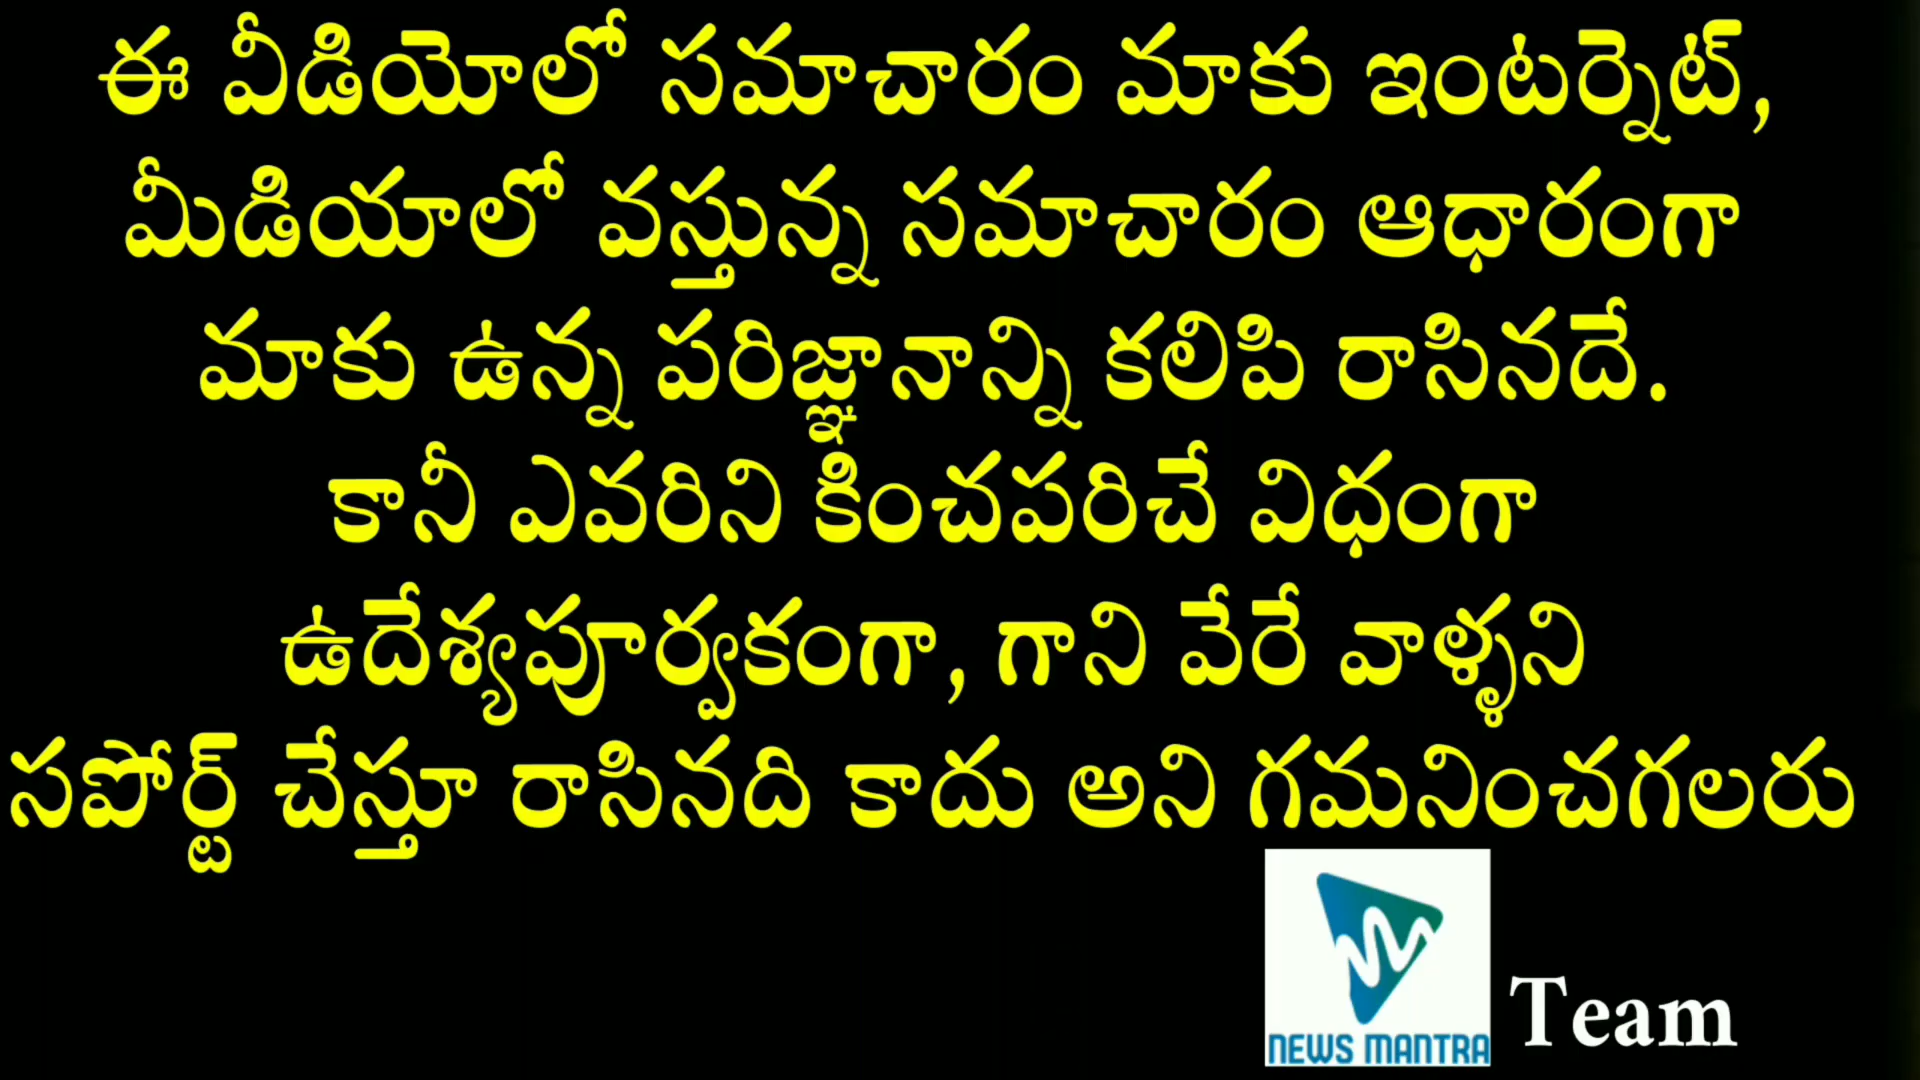 ఈ వీడియోలో సమాచారం మాకు ఇంటర్నెట్,
మీడియాలో వస్తున్న సమాచారం ఆధారంగా
మాకు ఉన్న పరిజ్ఞానాన్ని కలిపి రాసినదే.
కానీ ఎవరిని కించపరిచే విధంగా
ఉదేశ్యపూర్వకంగా, గాని వేరే వాళ్ళని
సపోర్ట్ చేస్తూ రాసినది కాదు అని గమనించగలరు
NEWS MANTRA Team